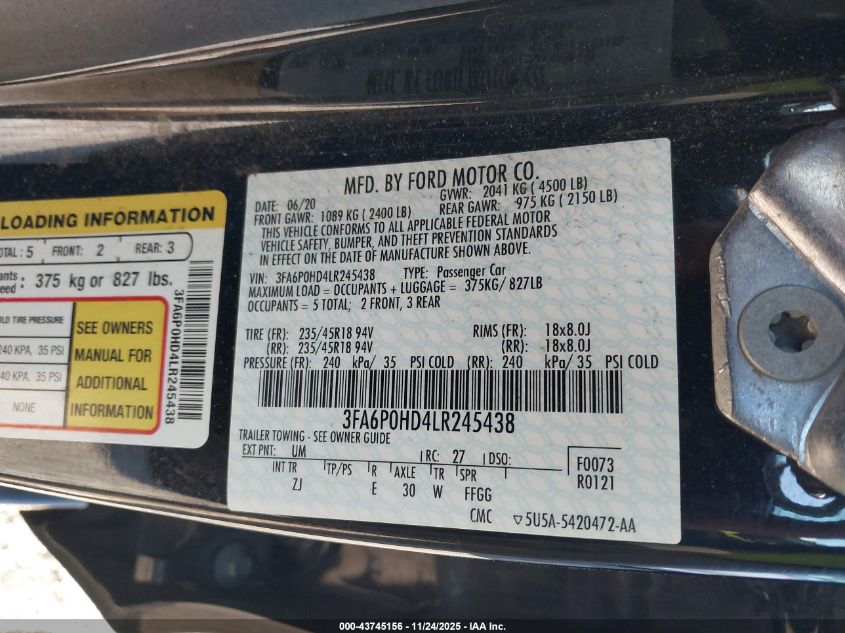 LOADING INFORMATION
TOTAL: 5 FRONT: 2 REAR: 3
375 kg or 827 lbs.
TIRE PRESSURE
240 KPA, 35 PSI
240 KPA, 35 PSI
NONE
SEE OWNERS
MANUAL FOR
ADDITIONAL
INFORMATION
3FA6P0HD4LR245438
MFD. BY FORD MOTOR CO.
DATE: 06/20 GVWR: 2041 KG ( 4500 LB)
FRONT GAWR: 1089 KG ( 2400 LB) REAR GAWR: 975 KG ( 2150 LB)
THIS VEHICLE CONFORMS TO ALL APPLICABLE FEDERAL MOTOR
VEHICLE SAFETY, BUMPER, AND THEFT PREVENTION STANDARDS
IN EFFECT ON THE DATE OF MANUFACTURE SHOWN ABOVE.
VIN: 3FA6P0HD4LR245438 TYPE: Passenger Car
MAXIMUM LOAD = OCCUPANTS + LUGGAGE = 375KG/ 827LB
OCCUPANTS = 5 TOTAL; 2 FRONT, 3 REAR
TIRE (FR): 235/45R18 94V RIMS (FR): 18x8.0J
(RR): 235/45R18 94V (RR): 18x8.0J
PRESSURE (FR): 240 kPa/ 35 PSI COLD (RR): 240 kPa/ 35 PSI COLD
3FA6P0HD4LR245438
TRAILER TOWING - SEE OWNER GUIDE
EXT PNT: UM RC: 27 DSO: F0073
INT TR TP/PS R AXLE TR SPR R0121
ZJ E 30 W FFGG
CMC ▽5U5A-5420472-AA
000-43745156 - 11/24/2025 - IAA Inc.